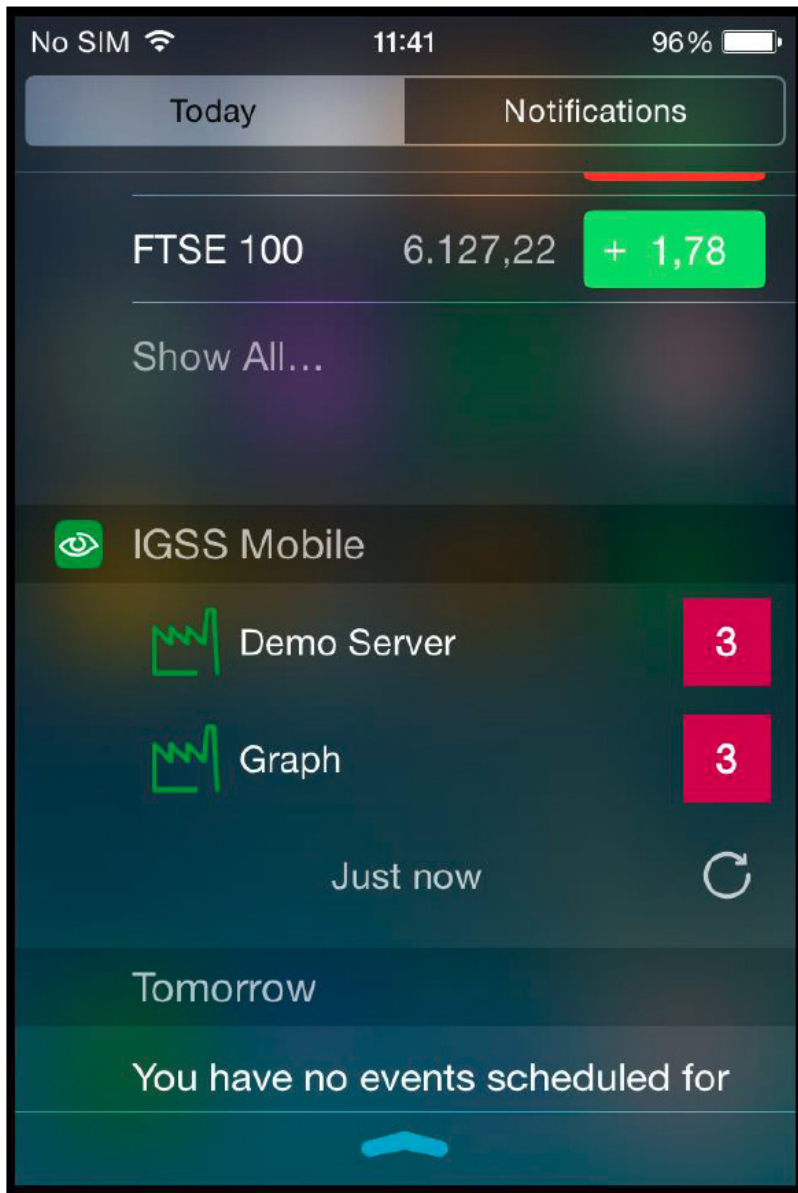 No SIM 11:41 96%
Today Notifications
FTSE 100 6.127,22 + 1,78
Show All...
IGSS Mobile
Demo Server 3
Graph 3
Just now
Tomorrow
You have no events scheduled for